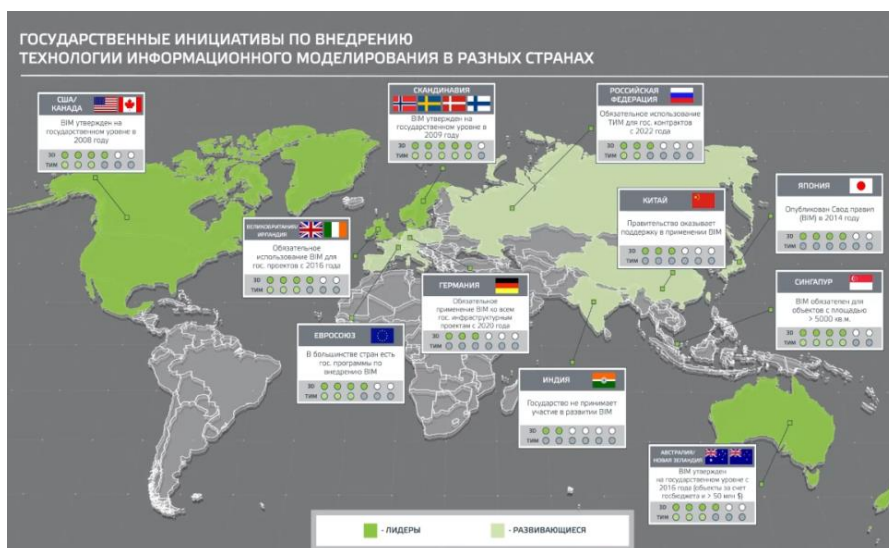 ГОСУДАРСТВЕННЫЕ ИНИЦИАТИВЫ ПО ВНЕДРЕНИЮ
ТЕХНОЛОГИИ ИНФОРМАЦИОННОГО МОДЕЛИРОВАНИЯ В РАЗНЫХ СТРАНАХ
США/
КАНАДА
BIM утвержден на
государственном уровне в
2008 году
3D
ТИМ
СКАНДИНАВИЯ
BIM утвержден на
государственном уровне в
2009 году
3D
ТИМ
РОССИЙСКАЯ
ФЕДЕРАЦИЯ
Обязательное использование
ТИМ для гос. контрактов
с 2022 года
3D
ТИМ
ВЕЛИКОБРИТАНИЯ/
ИРЛАНДИЯ
Обязательное
использование BIM для
гос. проектов с 2016 года
3D
ТИМ
КИТАЙ
Правительство оказывает
поддержку в применении BIM
3D
ТИМ
ЯПОНИЯ
Опубликован Свод правил
(BIM) в 2014 году
3D
ТИМ
ГЕРМАНИЯ
Обязательное
применение BIM ко всем
гос. инфраструктурным
проектам с 2020 года
3D
ТИМ
СИНГАПУР
BIM обязателен для
объектов с площадью
> 5000 кв.м.
3D
ТИМ
ЕВРОСОЮЗ
В большинстве стран есть
гос. программы по
внедрению BIM
3D
ТИМ
ИНДИЯ
Государство не принимает
участие в развитии BIM
3D
ТИМ
АВСТРАЛИЯ/
НОВАЯ ЗЕЛАНДИЯ
BIM утвержден
на государственном уровне с
2016 года (объекты за счет
госбюджета и > 50 млн $)
3D
ТИМ
- ЛИДЕРЫ
- РАЗВИВАЮЩИЕСЯ